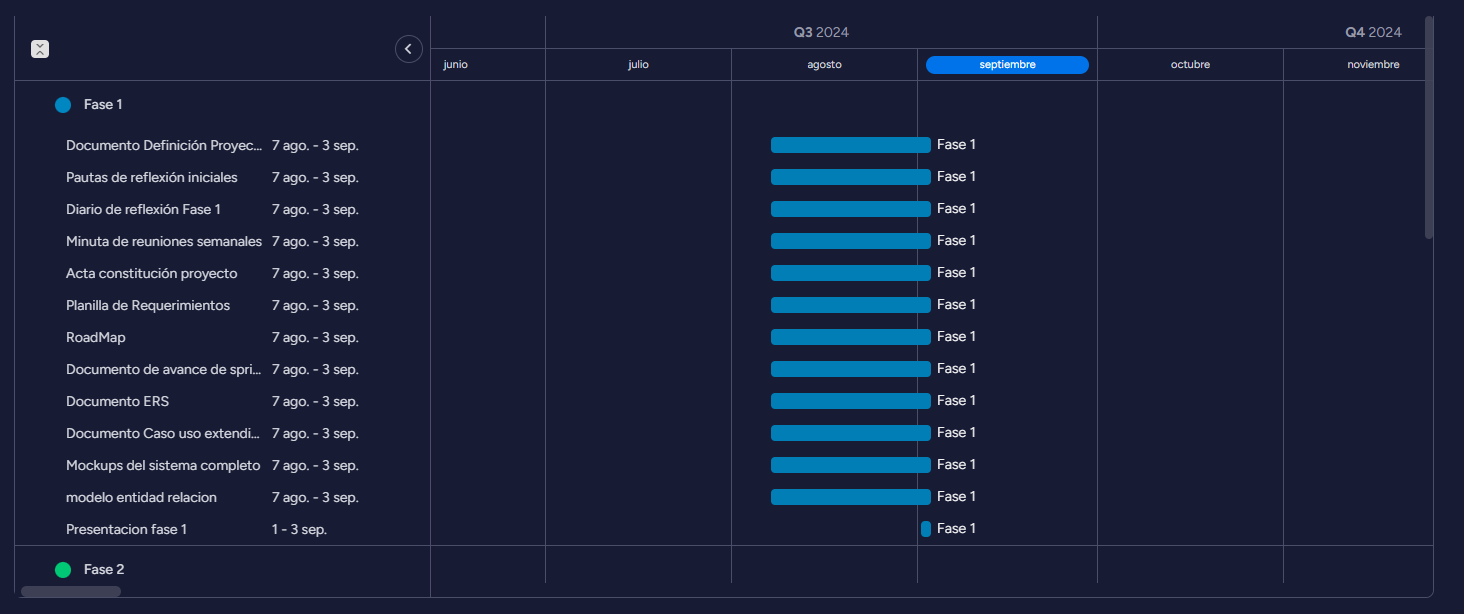 Q3 2024 Q4 2024
junio julio agosto septiembre octubre noviembre
Fase 1
Documento Definición Proyec... 7 ago. - 3 sep. Fase 1
Pautas de reflexión iniciales 7 ago. - 3 sep. Fase 1
Diario de reflexión Fase 1 7 ago. - 3 sep. Fase 1
Minuta de reuniones semanales 7 ago. - 3 sep. Fase 1
Acta constitución proyecto 7 ago. - 3 sep. Fase 1
Planilla de Requerimientos 7 ago. - 3 sep. Fase 1
RoadMap 7 ago. - 3 sep. Fase 1
Documento de avance de spri... 7 ago. - 3 sep. Fase 1
Documento ERS 7 ago. - 3 sep. Fase 1
Documento Caso uso extendi... 7 ago. - 3 sep. Fase 1
Mockups del sistema completo 7 ago. - 3 sep. Fase 1
modelo entidad relacion 7 ago. - 3 sep. Fase 1
Presentacion fase 1 1 - 3 sep. Fase 1
Fase 2